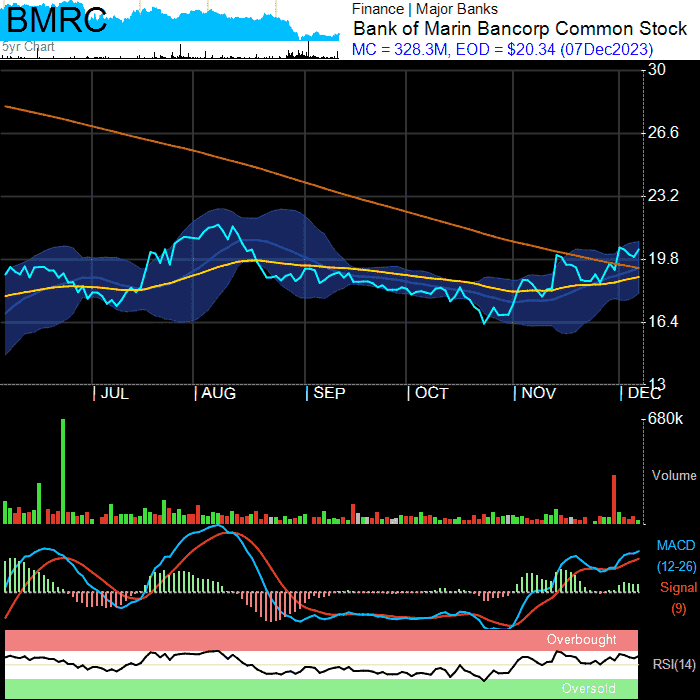 BMRC
5yr Chart
Finance | Major Banks
Bank of Marin Bancorp Common Stock
MC = 328.3M, EOD = $20.34 (07Dec2023)
30
26.6
23.2
19.8
16.4
13
| JUL | AUG | SEP | OCT | NOV | DEC
680k
Volume
MACD
(12-26)
Signal
(9)
Overbought
RSI(14)
Oversold